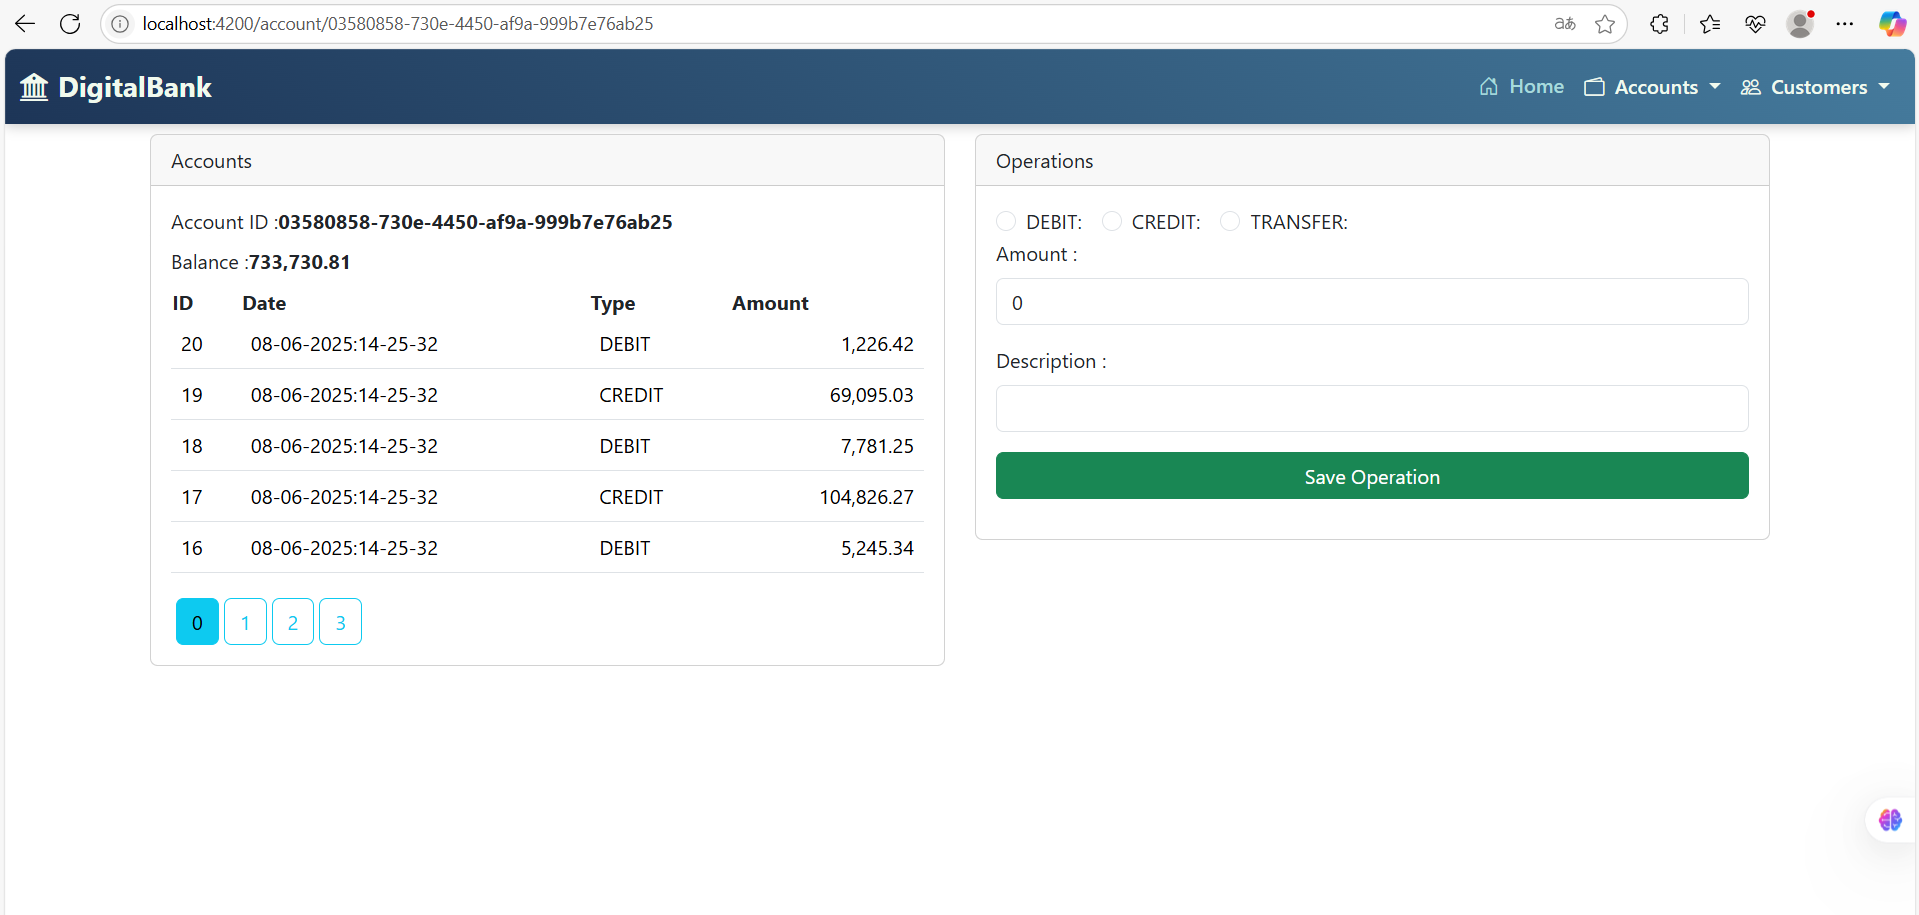 localhost:4200/account/03580858-730e-4450-af9a-999b7e76ab25
DigitalBank
Home Accounts Customers
Accounts
Account ID :03580858-730e-4450-af9a-999b7e76ab25
Balance :733,730.81
ID Date Type Amount
20 08-06-2025:14-25-32 DEBIT 1,226.42
19 08-06-2025:14-25-32 CREDIT 69,095.03
18 08-06-2025:14-25-32 DEBIT 7,781.25
17 08-06-2025:14-25-32 CREDIT 104,826.27
16 08-06-2025:14-25-32 DEBIT 5,245.34
0 1 2 3
Operations
DEBIT: CREDIT: TRANSFER:
Amount :
0
Description :
Save Operation